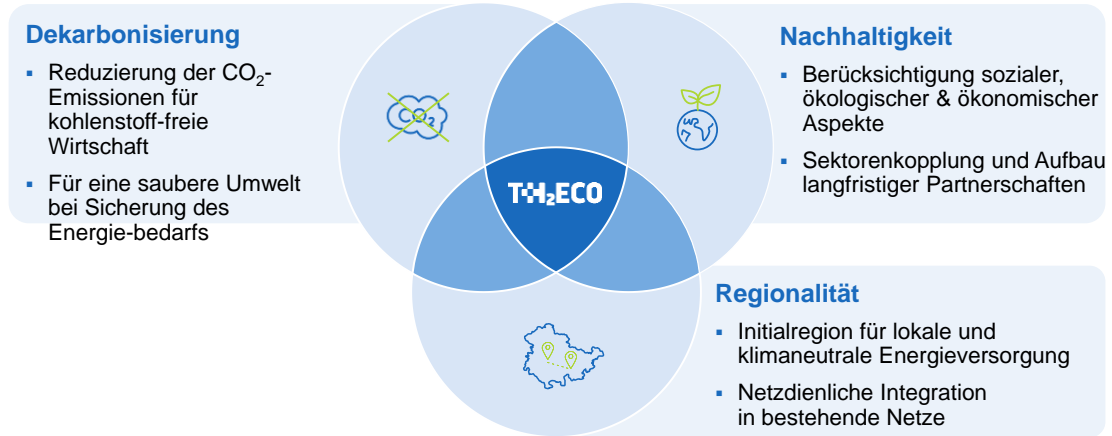 Dekarbonisierung
▪ Reduzierung der CO₂-
Emissionen für
kohlenstoff-freie
Wirtschaft
▪ Für eine saubere Umwelt
bei Sicherung des
Energie-bedarfs
CO₂
TH₂ECO
Nachhaltigkeit
▪ Berücksichtigung sozialer,
ökologischer & ökonomischer
Aspekte
▪ Sektorenkopplung und Aufbau
langfristiger Partnerschaften
Regionalität
▪ Initialregion für lokale und
klimaneutrale Energieversorgung
▪ Netzdienliche Integration
in bestehende Netze